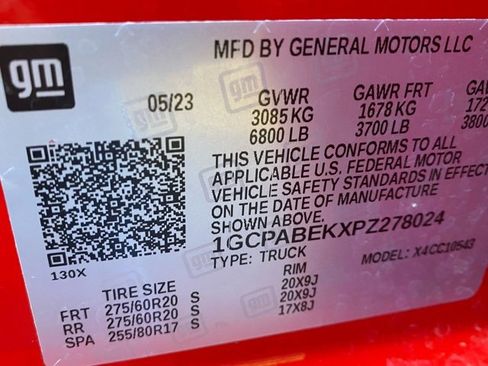 gm
MFD BY GENERAL MOTORS LLC
05/23 GVWR GAWR FRT
3085 KG 1678 KG 172
6800 LB 3700 LB 3800
THIS VEHICLE CONFORMS TO ALL
APPLICABLE U.S. FEDERAL MOTOR
VEHICLE SAFETY STANDARDS IN EFFECT
ON THE DATE OF MANUFACTURE
SHOWN ABOVE.
1GCPABEKXPZ278024
TYPE: TRUCK MODEL: X4CC10543
130X
TIRE SIZE RIM
FRT 275/60R20 S 20X9J
RR 275/60R20 S 20X9J
SPA 255/80R17 S 17X8J